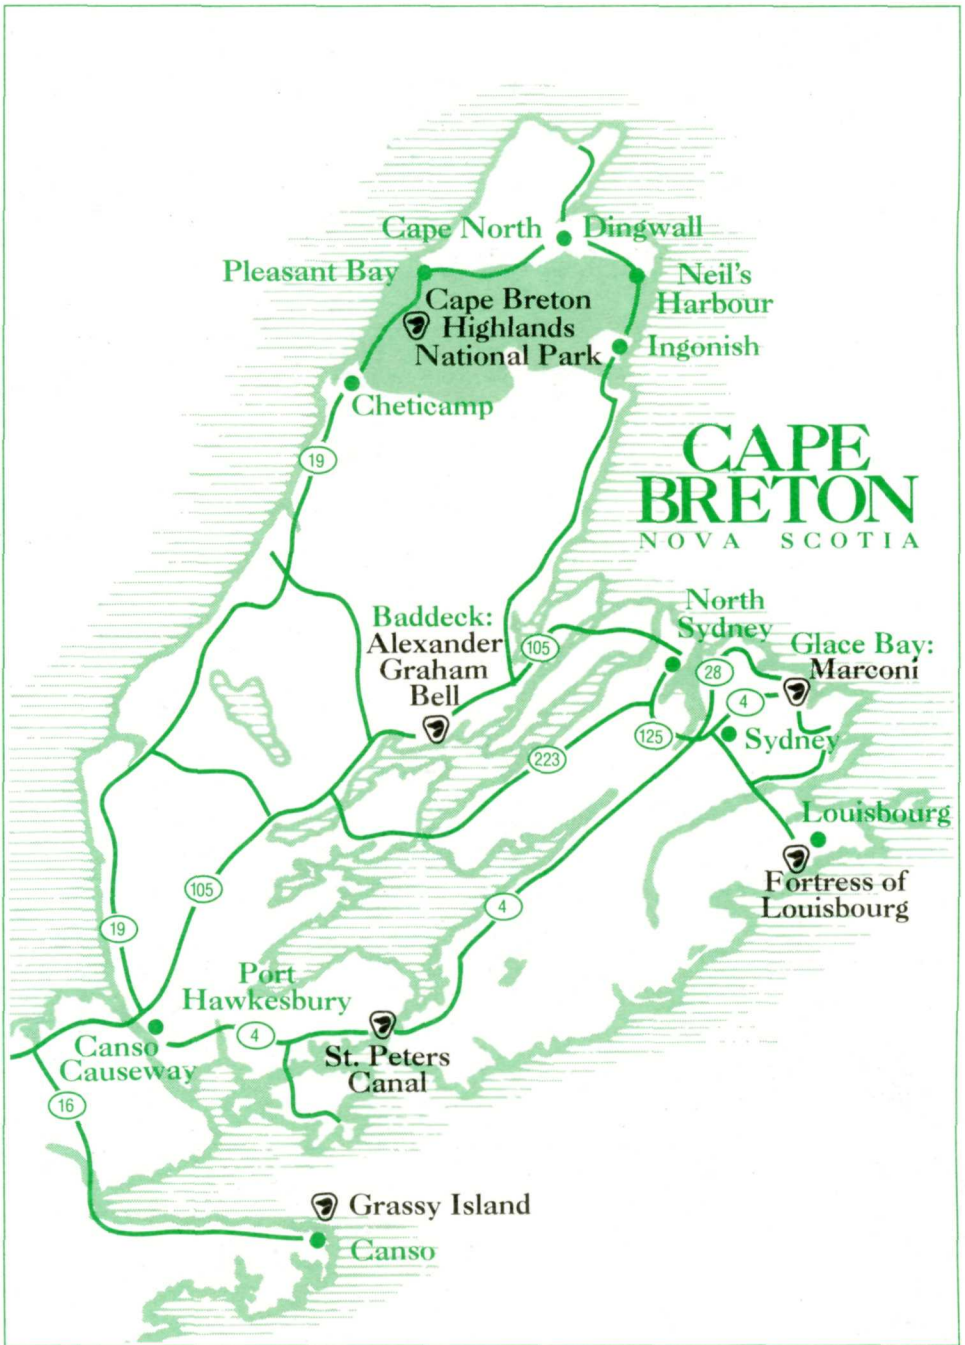 Cape North
Dingwall
Pleasant Bay
Neil's
Harbour
Cape Breton
Highlands
National Park
Ingonish
Cheticamp
19
CAPE
BRETON
NOVA SCOTIA
North
Sydney
Baddeck:
Alexander
Graham
Bell
105
Glace Bay:
Marconi
28
4
125
Sydney
223
Louisbourg
Fortress of
Louisbourg
105
4
19
Port
Hawkesbury
4
Canso
Causeway
St. Peters
Canal
16
Grassy Island
Canso